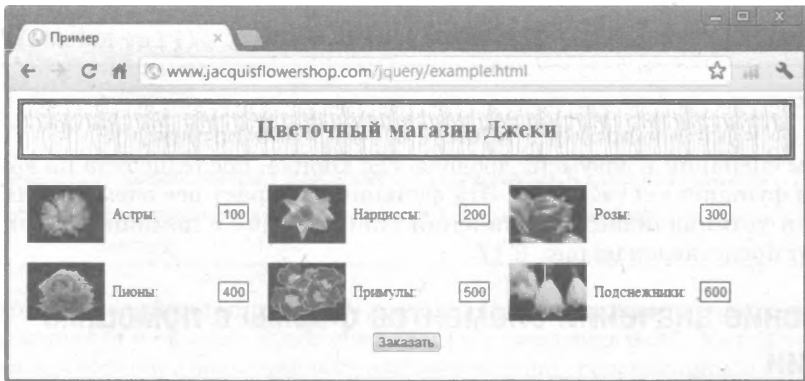 Пример
www.jacquisflowershop.com/jquery/example.html
Цветочный магазин Джеки
Астры: 100 Нарциссы: 200 Розы: 300
Пионы: 400 Примулы: 500 Подснежники: 600
Заказать